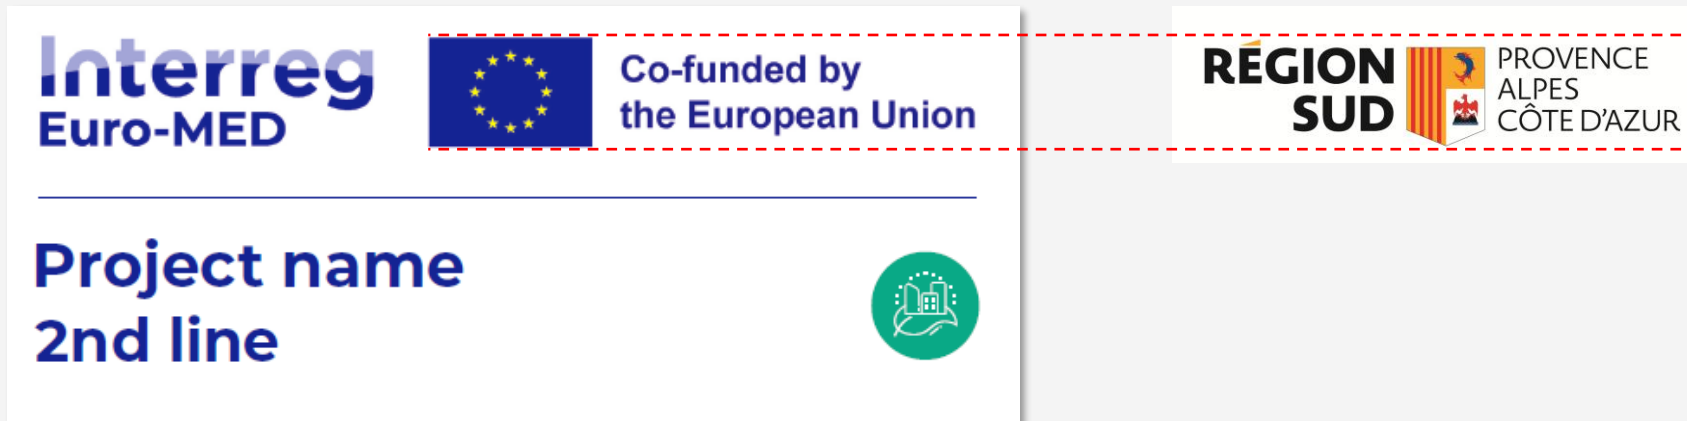 Interreg
Euro-MED
Co-funded by
the European Union
RÉGION
SUD
PROVENCE
ALPES
CÔTE D'AZUR
Project name
2nd line